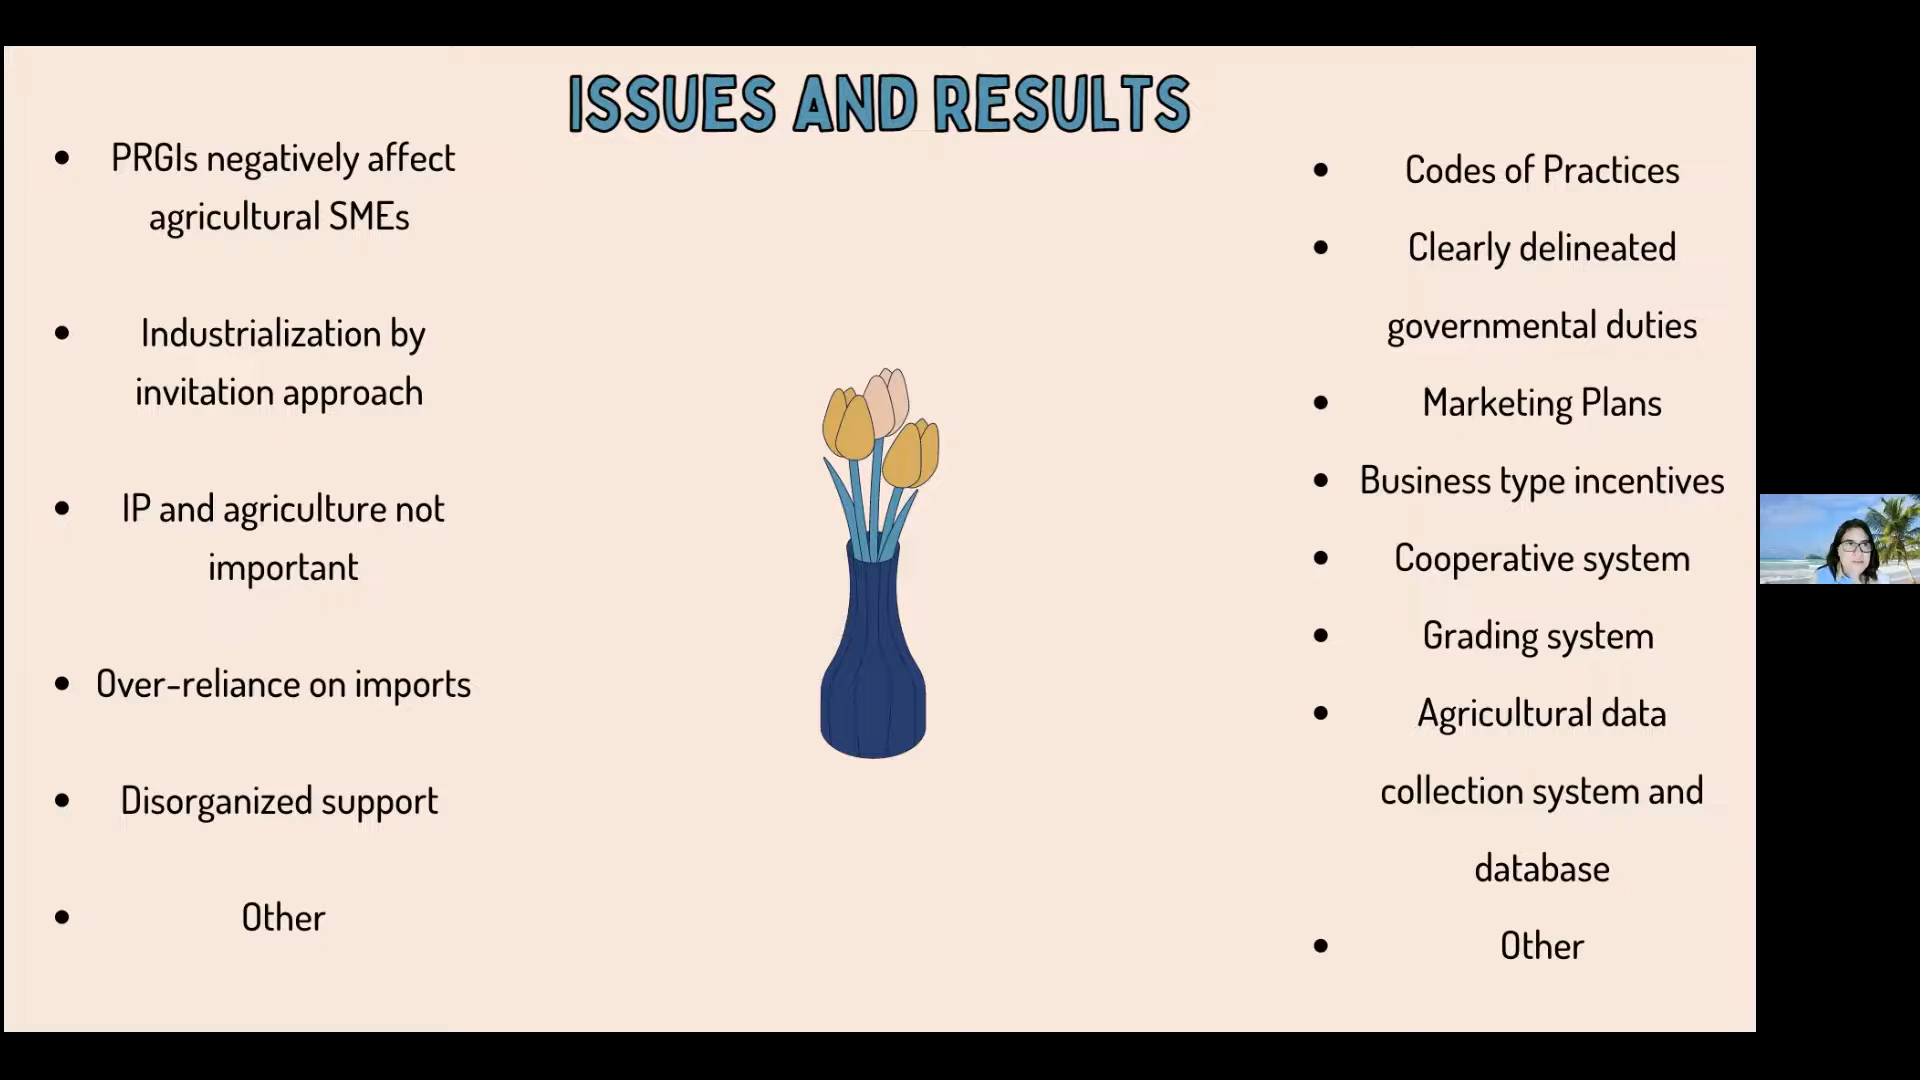 ISSUES AND RESULTS
• PRGIs negatively affect
agricultural SMEs
• Industrialization by
invitation approach
• IP and agriculture not
important
• Over-reliance on imports
• Disorganized support
• Other
• Codes of Practices
• Clearly delineated
governmental duties
• Marketing Plans
• Business type incentives
• Cooperative system
• Grading system
• Agricultural data
collection system and
database
• Other